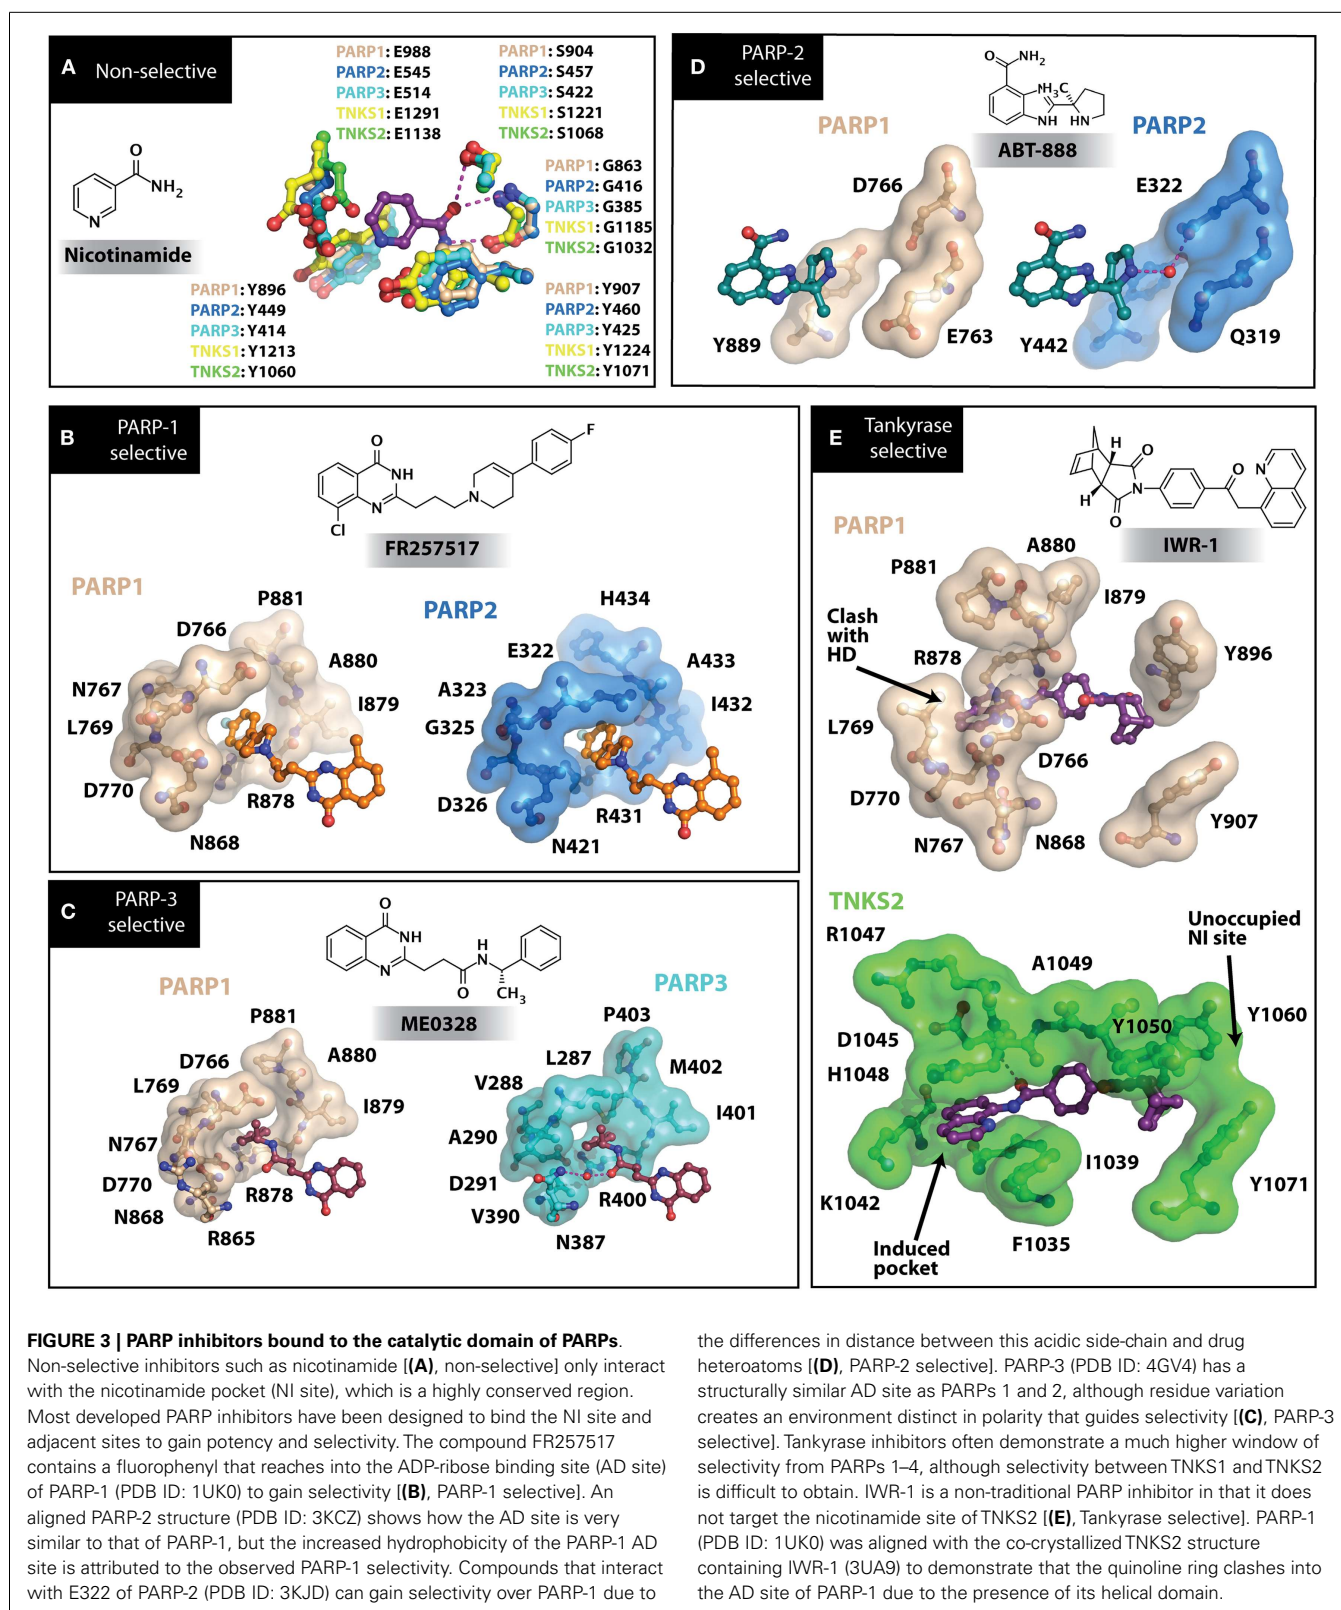 A Non-selective
PARP1: E988
PARP2: E545
PARP3: E514
TNKS1: E1291
TNKS2: E1138
PARP1: S904
PARP2: S457
PARP3: S422
TNKS1: S1221
TNKS2: S1068
O
NH2
N
Nicotinamide
PARP1: G863
PARP2: G416
PARP3: G385
TNKS1: G1185
TNKS2: G1032
PARP1: Y896
PARP2: Y449
PARP3: Y414
TNKS1: Y1213
TNKS2: Y1060
PARP1: Y907
PARP2: Y460
PARP3: Y425
TNKS1: Y1224
TNKS2: Y1071
D PARP-2
selective
O NH2
N H3C
NH HN
ABT-888
PARP1
D766
Y889
E763
PARP2
E322
Y442
Q319
B PARP-1
selective
O
NH
N
Cl
N
F
FR257517
PARP1
P881
D766
A880
N767
I879
L769
D770
R878
N868
PARP2
H434
E322
A433
A323
I432
G325
D326
R431
N421
C PARP-3
selective
O
NH
N
O
H
N
CH3
ME0328
PARP1
P881
D766
A880
L769
I879
N767
D770
R878
N868
R865
PARP3
P403
L287
M402
V288
I401
A290
D291
R400
V390
N387
E Tankyrase
selective
H
H
O
N
O
O
N
IWR-1
PARP1
A880
P881
I879
Clash
with
HD
R878
Y896
L769
D766
D770
Y907
N767
N868
TNKS2
Unoccupied
NI site
R1047
A1049
Y1050
Y1060
D1045
H1048
I1039
Y1071
K1042
F1035
Induced
pocket
FIGURE 3 | PARP inhibitors bound to the catalytic domain of PARPs.
Non-selective inhibitors such as nicotinamide [(A), non-selective] only interact
with the nicotinamide pocket (NI site), which is a highly conserved region.
Most developed PARP inhibitors have been designed to bind the NI site and
adjacent sites to gain potency and selectivity. The compound FR257517
contains a fluorophenyl that reaches into the ADP-ribose binding site (AD site)
of PARP-1 (PDB ID: 1UK0) to gain selectivity [(B), PARP-1 selective]. An
aligned PARP-2 structure (PDB ID: 3KCZ) shows how the AD site is very
similar to that of PARP-1, but the increased hydrophobicity of the PARP-1 AD
site is attributed to the observed PARP-1 selectivity. Compounds that interact
with E322 of PARP-2 (PDB ID: 3KJD) can gain selectivity over PARP-1 due to
the differences in distance between this acidic side-chain and drug
heteroatoms [(D), PARP-2 selective]. PARP-3 (PDB ID: 4GV4) has a
structurally similar AD site as PARPs 1 and 2, although residue variation
creates an environment distinct in polarity that guides selectivity [(C), PARP-3
selective]. Tankyrase inhibitors often demonstrate a much higher window of
selectivity from PARPs 1–4, although selectivity between TNKS1 and TNKS2
is difficult to obtain. IWR-1 is a non-traditional PARP inhibitor in that it does
not target the nicotinamide site of TNKS2 [(E), Tankyrase selective]. PARP-1
(PDB ID: 1UK0) was aligned with the co-crystallized TNKS2 structure
containing IWR-1 (3UA9) to demonstrate that the quinoline ring clashes into
the AD site of PARP-1 due to the presence of its helical domain.